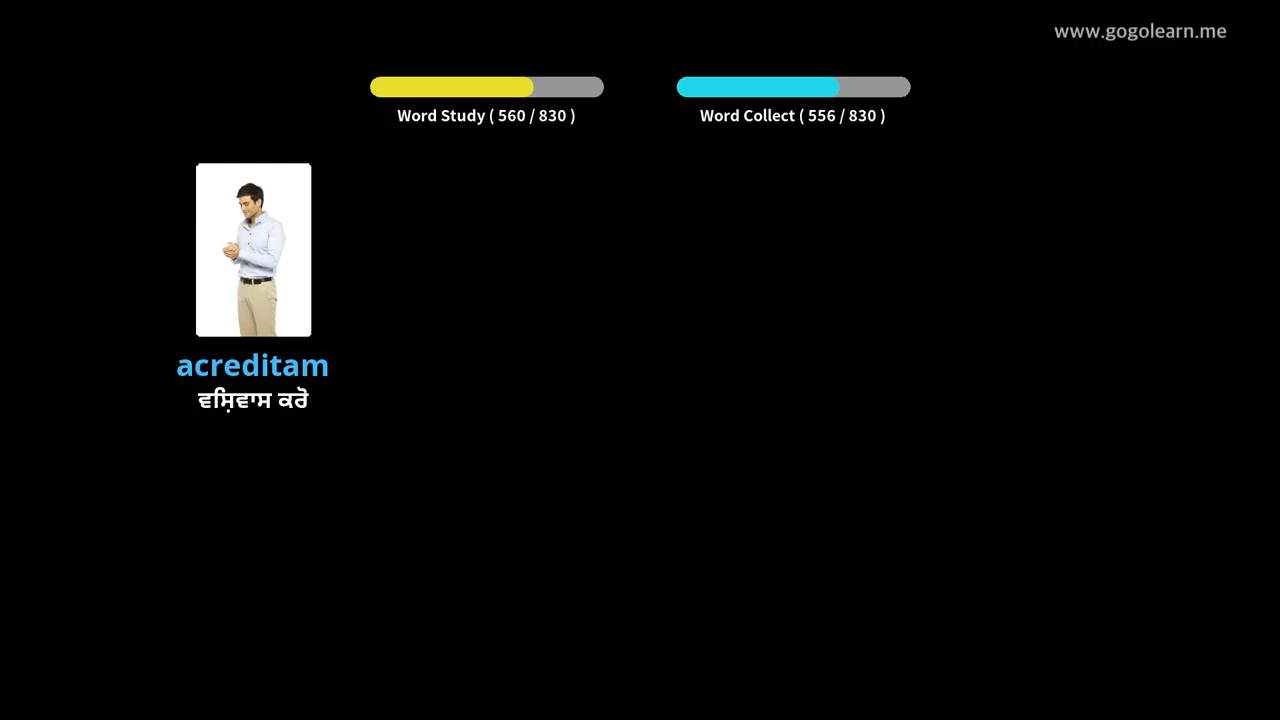 www.gogolearn.me
Word Study ( 560 / 830 )
Word Collect ( 556 / 830 )
acreditam
ਵਿਸ਼ਵਾਸ ਕਰੋ